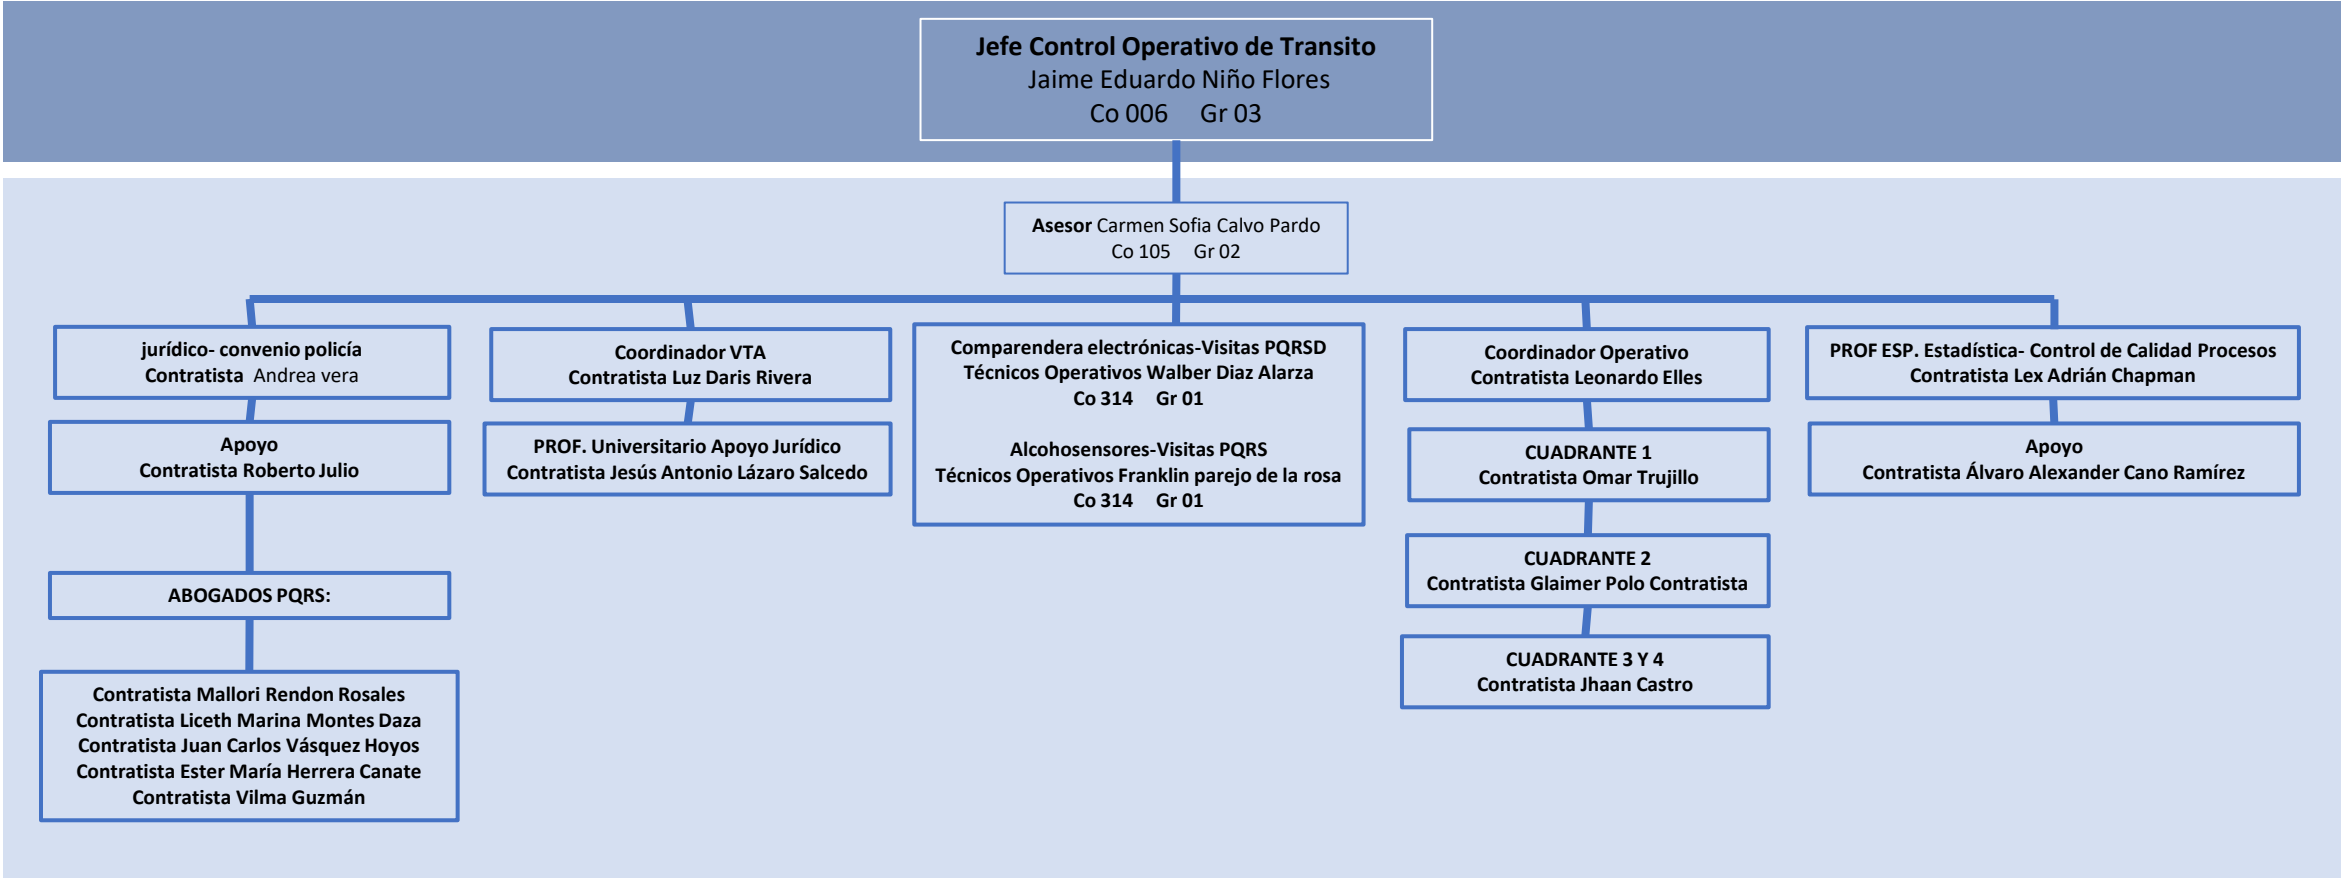 Jefe Control Operativo de Transito
Jaime Eduardo Niño Flores
Co 006 Gr 03
Asesor Carmen Sofia Calvo Pardo
Co 105 Gr 02
jurídico- convenio policía
Contratista Andrea vera
Apoyo
Contratista Roberto Julio
ABOGADOS PQRS:
Contratista Mallori Rendon Rosales
Contratista Liceth Marina Montes Daza
Contratista Juan Carlos Vásquez Hoyos
Contratista Ester María Herrera Canate
Contratista Vilma Guzmán
Coordinador VTA
Contratista Luz Daris Rivera
PROF. Universitario Apoyo Jurídico
Contratista Jesús Antonio Lázaro Salcedo
Comparendera electrónicas-Visitas PQRSD
Técnicos Operativos Walber Diaz Alarza
Co 314 Gr 01
Alcohosensores-Visitas PQRS
Técnicos Operativos Franklin parejo de la rosa
Co 314 Gr 01
Coordinador Operativo
Contratista Leonardo Elles
CUADRANTE 1
Contratista Omar Trujillo
CUADRANTE 2
Contratista Glaimer Polo Contratista
CUADRANTE 3 Y 4
Contratista Jhaan Castro
PROF ESP. Estadística- Control de Calidad Procesos
Contratista Lex Adrián Chapman
Apoyo
Contratista Álvaro Alexander Cano Ramírez